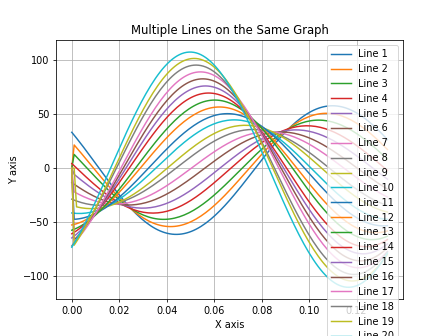 Multiple Lines on the Same Graph
Y axis
100
50
0
−50
−100
0.00
0.02
0.04
0.06
0.08
0.10
X axis
Line 1
Line 2
Line 3
Line 4
Line 5
Line 6
Line 7
Line 8
Line 9
Line 10
Line 11
Line 12
Line 13
Line 14
Line 15
Line 16
Line 17
Line 18
Line 19
Line 20